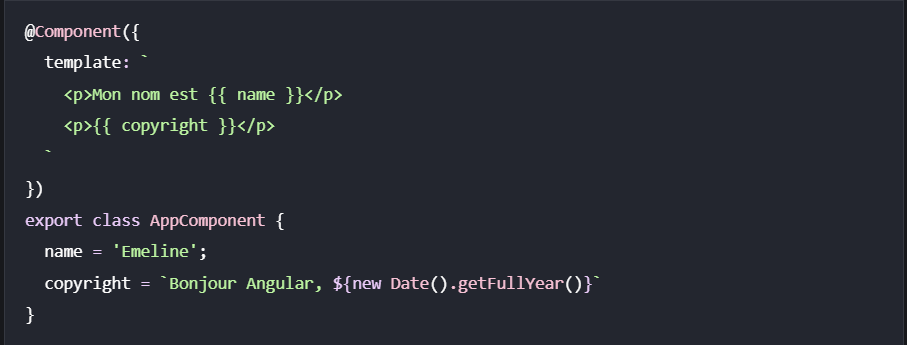 @Component({
  template: `
    <p>Mon nom est {{ name }}</p>
    <p>{{ copyright }}</p>
  `
})
export class AppComponent {
  name = 'Emeline';
  copyright = `Bonjour Angular, ${new Date().getFullYear()}`
}